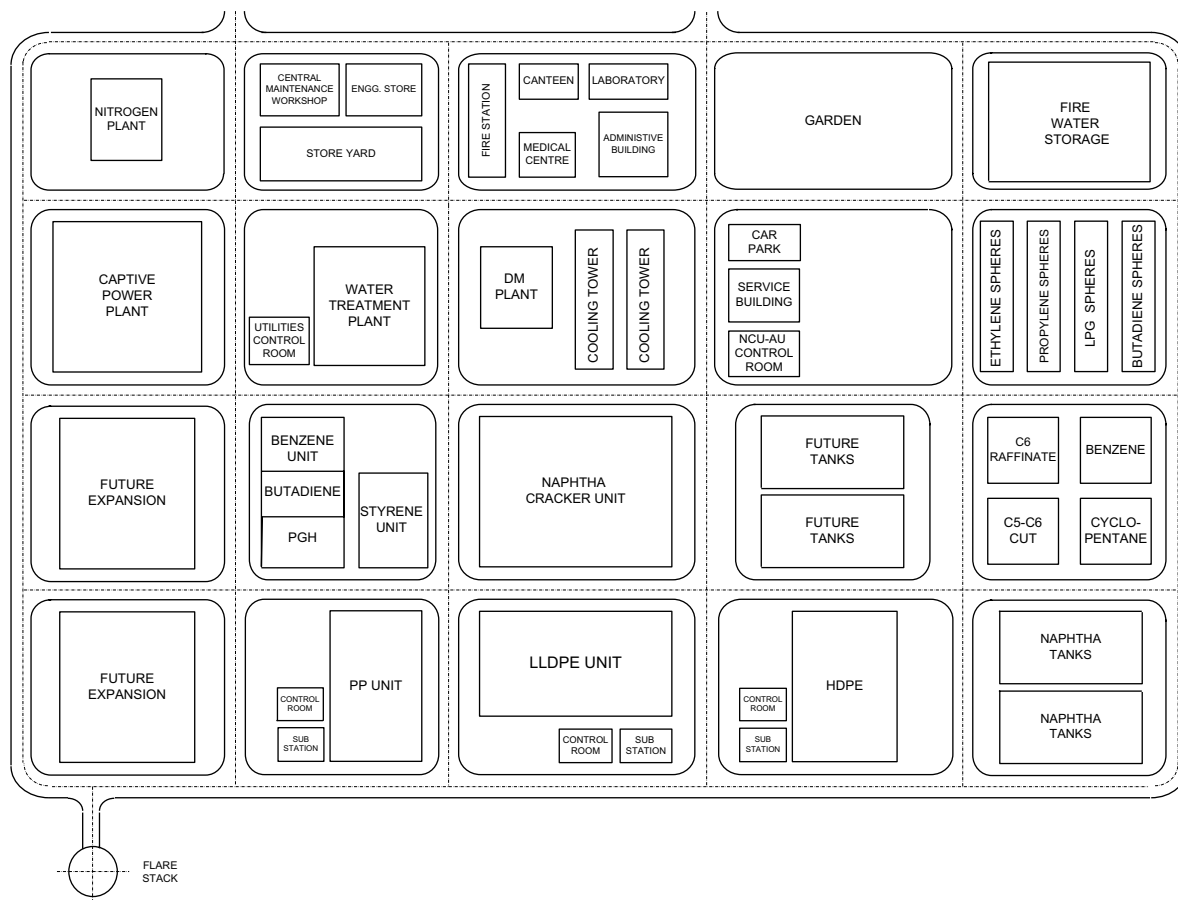 NITROGEN
PLANT
CENTRAL
MAINTENANCE
WORKSHOP
ENGG. STORE
STORE YARD
FIRE STATION
CANTEEN
LABORATORY
MEDICAL
CENTRE
ADMINISTIVE
BUILDING
GARDEN
FIRE
WATER
STORAGE
CAPTIVE
POWER
PLANT
UTILITIES
CONTROL
ROOM
WATER
TREATMENT
PLANT
DM
PLANT
COOLING TOWER
COOLING TOWER
CAR
PARK
SERVICE
BUILDING
NCU-AU
CONTROL
ROOM
ETHYLENE SPHERES
PROPYLENE SPHERES
LPG SPHERES
BUTADIENE SPHERES
FUTURE
EXPANSION
BENZENE
UNIT
BUTADIENE
PGH
STYRENE
UNIT
NAPHTHA
CRACKER UNIT
FUTURE
TANKS
FUTURE
TANKS
C6
RAFFINATE
BENZENE
C5-C6
CUT
CYCLO-
PENTANE
FUTURE
EXPANSION
CONTROL
ROOM
SUB
STATION
PP UNIT
LLDPE UNIT
CONTROL
ROOM
SUB
STATION
CONTROL
ROOM
SUB
STATION
HDPE
NAPHTHA
TANKS
NAPHTHA
TANKS
FLARE
STACK